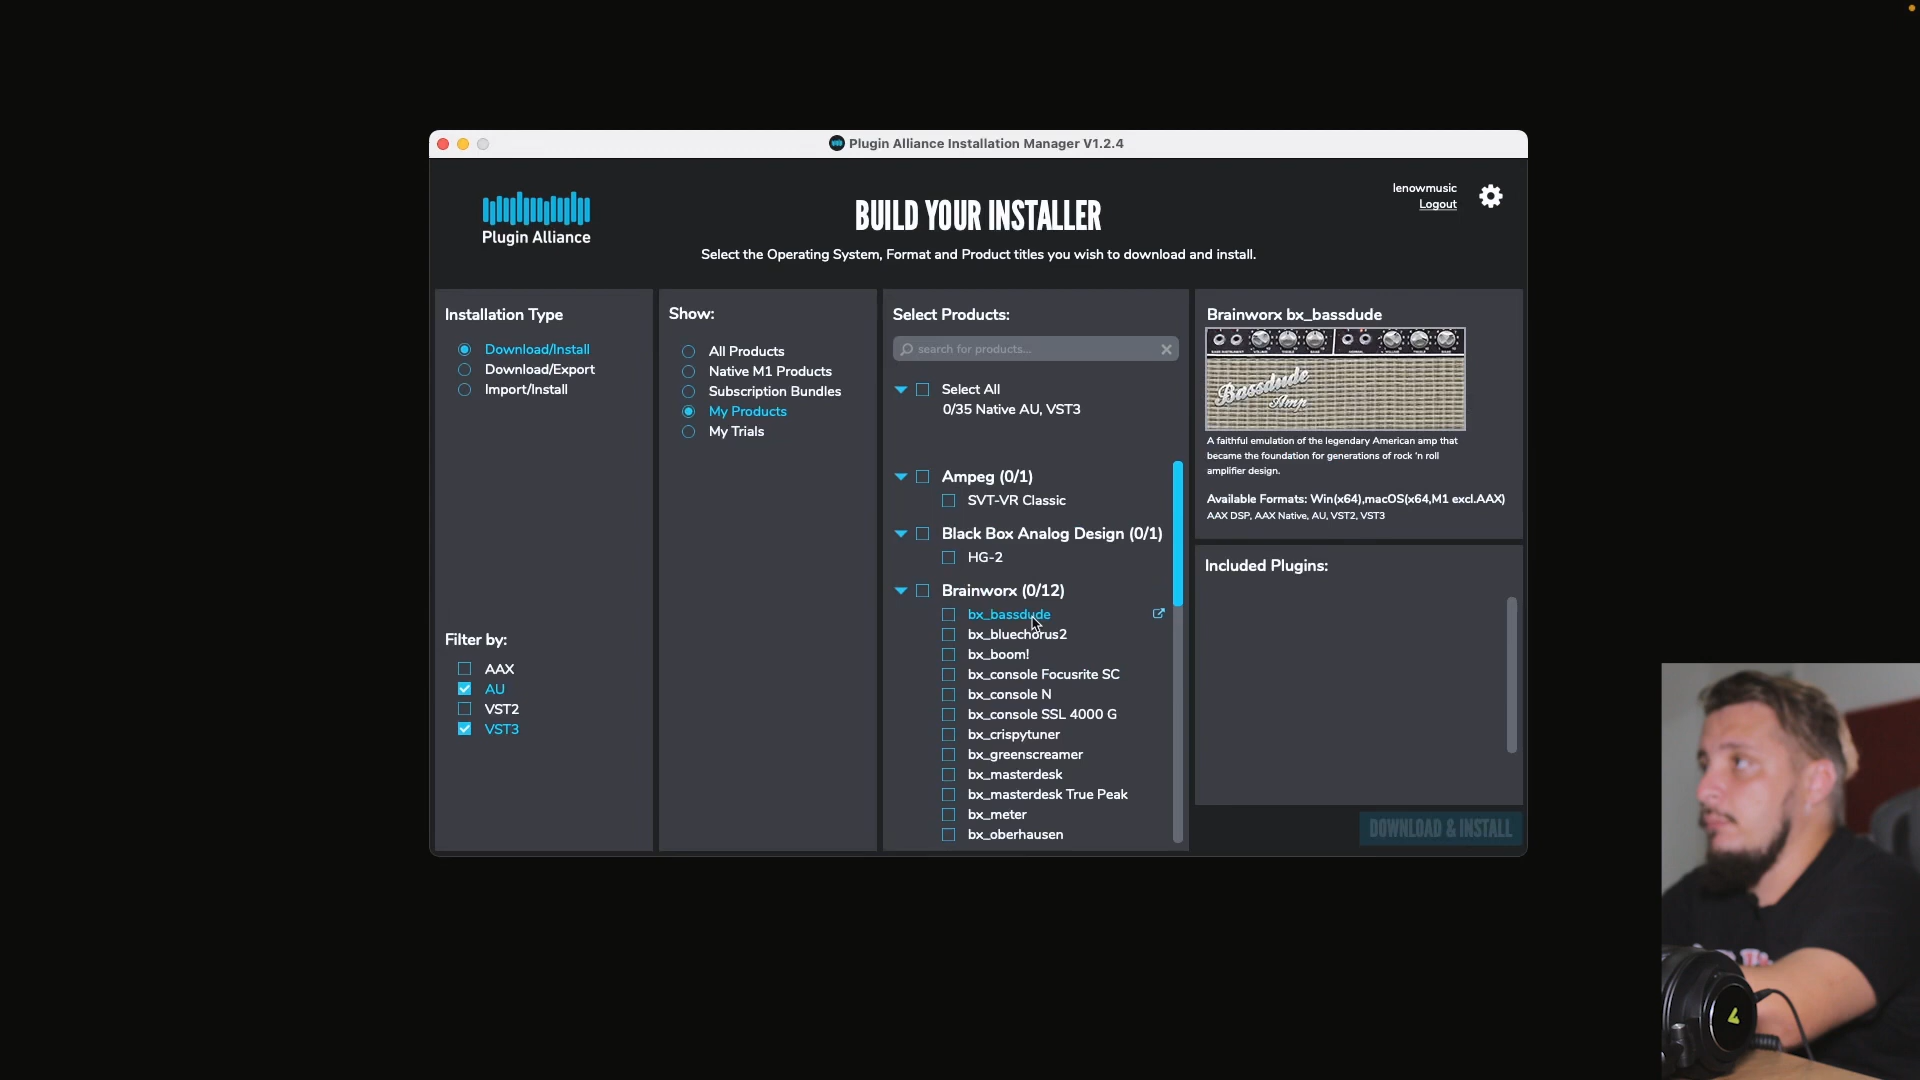 Plugin Alliance Installation Manager V1.2.4
Plugin Alliance
BUILD YOUR INSTALLER
Select the Operating System, Format and Product titles you wish to download and install.
lenowmusic
Logout
Installation Type
Download/Install
Download/Export
Import/Install
Filter by:
AAX
AU
VST2
VST3
Show:
All Products
Native M1 Products
Subscription Bundles
My Products
My Trials
Select Products:
search for products...
Select All
0/35 Native AU, VST3
Ampeg (0/1)
SVT-VR Classic
Black Box Analog Design (0/1)
HG-2
Brainworx (0/12)
bx_bassdude
bx_bluechorus2
bx_boom!
bx_console Focusrite SC
bx_console N
bx_console SSL 4000 G
bx_crispytuner
bx_greenscreamer
bx_masterdesk
bx_masterdesk True Peak
bx_meter
bx_oberhausen
Brainworx bx_bassdude
Bassdude
Amp
A faithful emulation of the legendary American amp that
became the foundation for generations of rock 'n roll
amplifier design.
Available Formats: Win(x64),macOS(x64,M1 excl.AAX)
AAX DSP, AAX Native, AU, VST2, VST3
Included Plugins:
DOWNLOAD & INSTALL